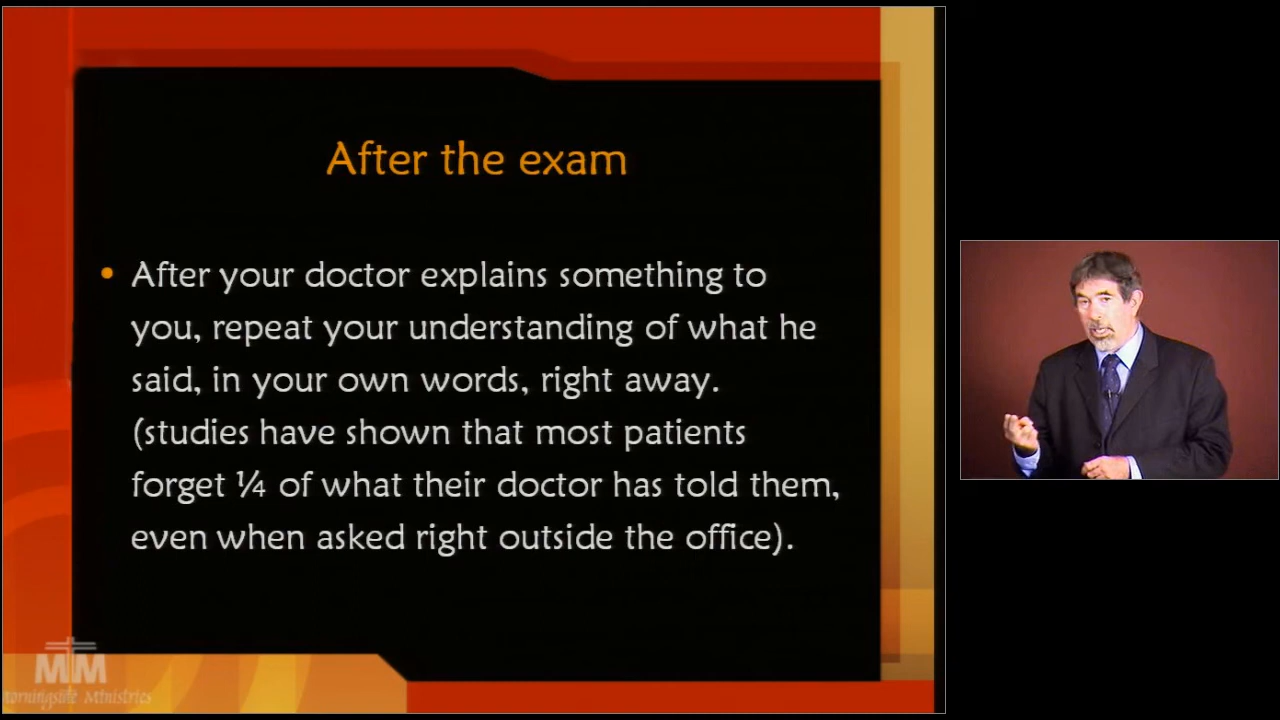 After the exam
• After your doctor explains something to
you, repeat your understanding of what he
said, in your own words, right away.
(studies have shown that most patients
forget ¼ of what their doctor has told them,
even when asked right outside the office).
MM
Morningside Ministries